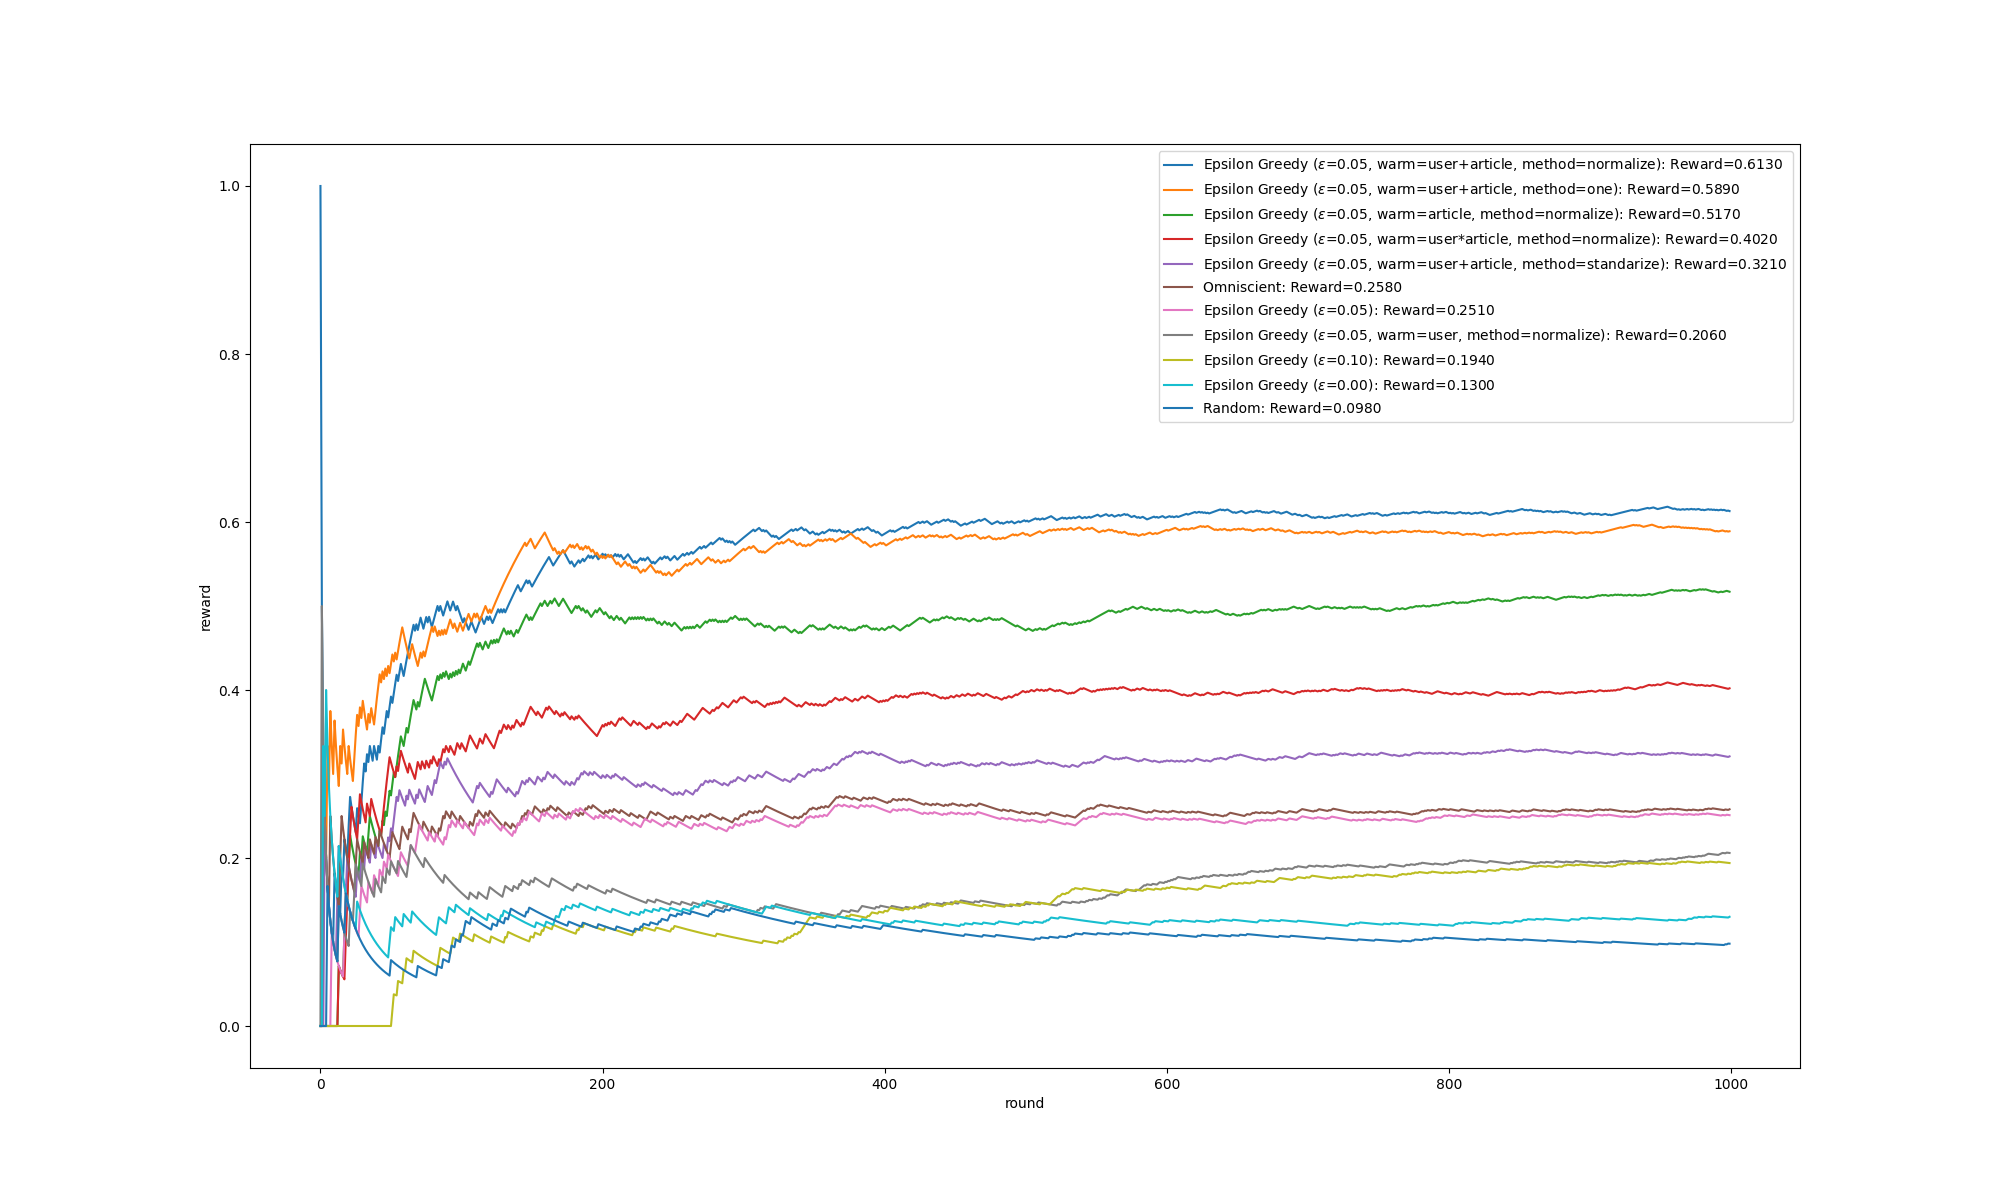 1.0
0.8
0.6
0.4
0.2
0.0
reward
Epsilon Greedy (ε=0.05, warm=user+article, method=normalize): Reward=0.6130
Epsilon Greedy (ε=0.05, warm=user+article, method=one): Reward=0.5890
Epsilon Greedy (ε=0.05, warm=article, method=normalize): Reward=0.5170
Epsilon Greedy (ε=0.05, warm=user*article, method=normalize): Reward=0.4020
Epsilon Greedy (ε=0.05, warm=user+article, method=standarize): Reward=0.3210
Omniscient: Reward=0.2580
Epsilon Greedy (ε=0.05): Reward=0.2510
Epsilon Greedy (ε=0.05, warm=user, method=normalize): Reward=0.2060
Epsilon Greedy (ε=0.10): Reward=0.1940
Epsilon Greedy (ε=0.00): Reward=0.1300
Random: Reward=0.0980
0 200 400 600 800 1000
round